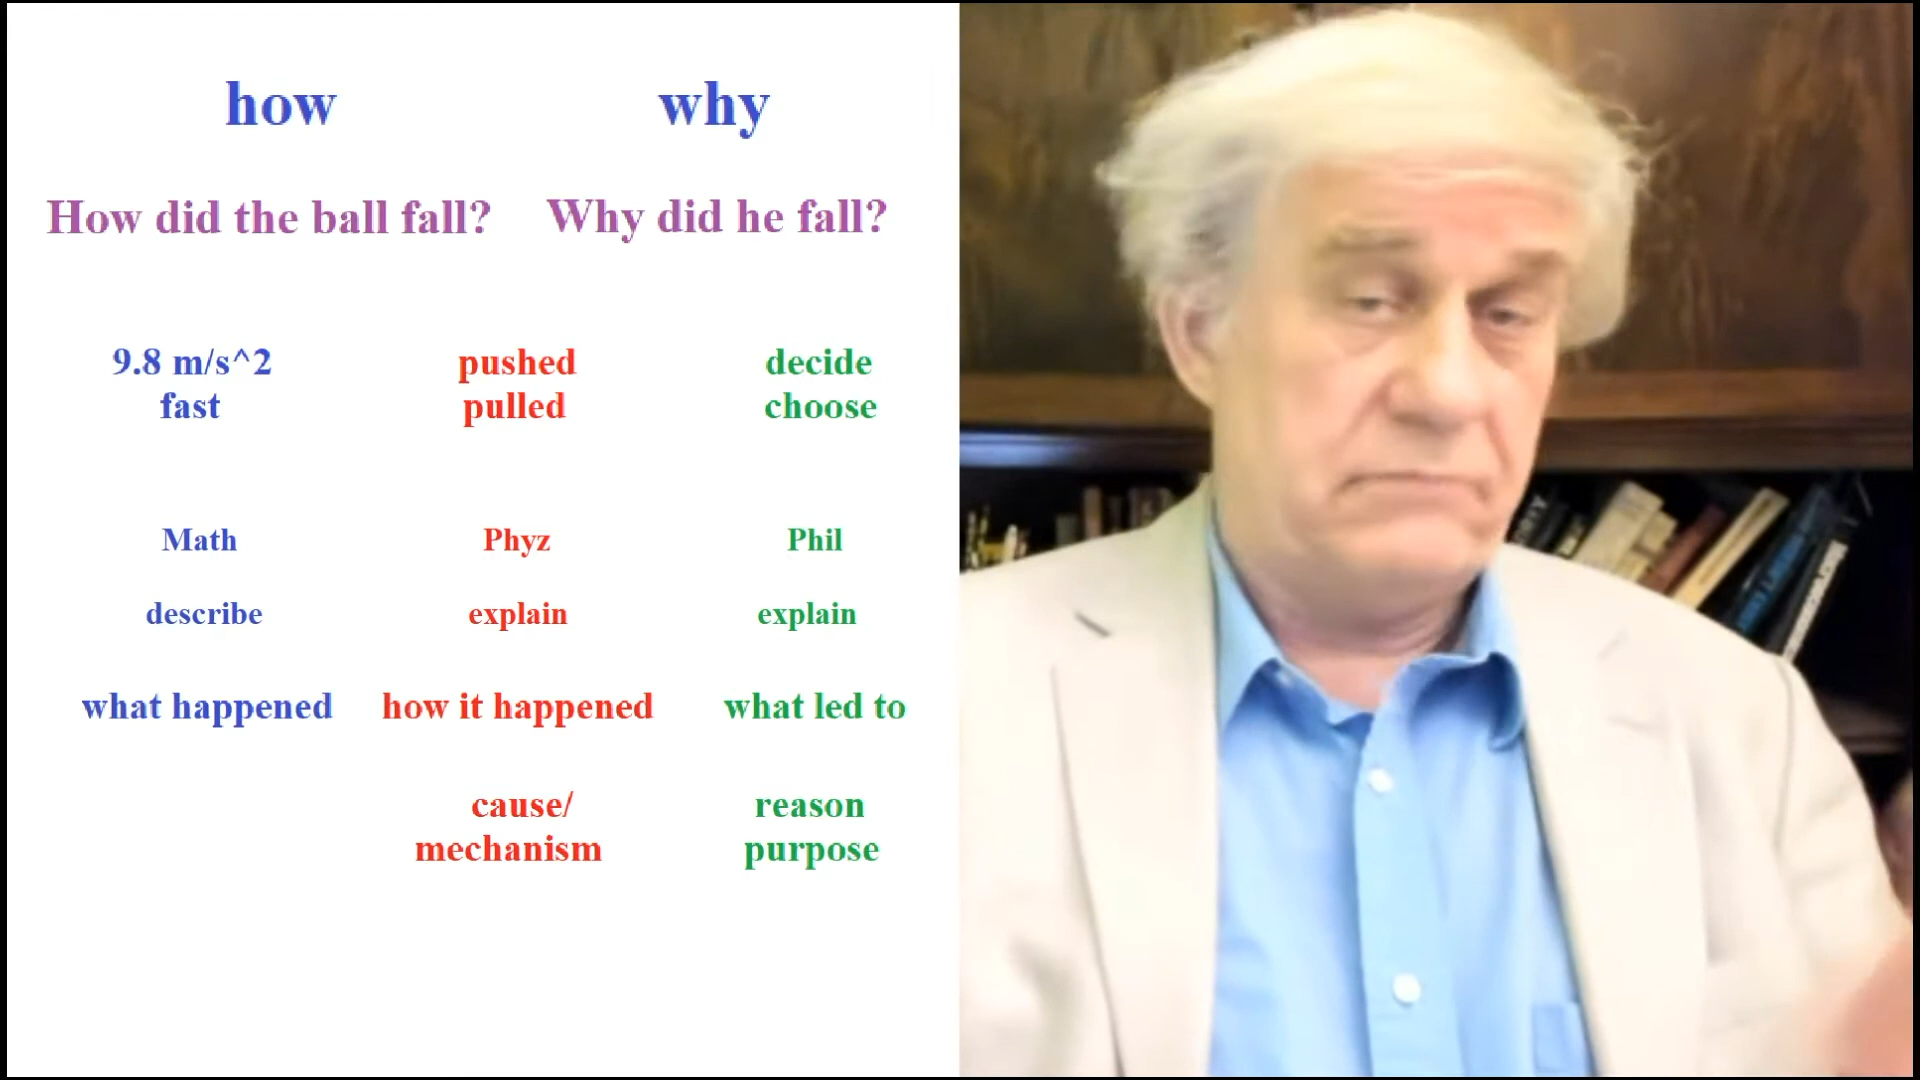 how why
How did the ball fall? Why did he fall?
9.8 m/s^2 pushed decide
fast pulled choose
Math Phyz Phil
describe explain explain
what happened how it happened what led to
cause/ reason
mechanism purpose